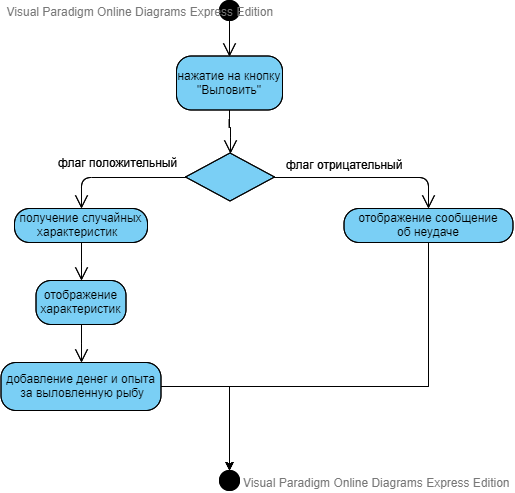 Visual Paradigm Online Diagrams Express Edition
нажатие на кнопку
"Выловить"
флаг положительный
флаг отрицательный
получение случайных
характеристик
отображение сообщение
об неудаче
отображение
характеристик
добавление денег и опыта
за выловленную рыбу
Visual Paradigm Online Diagrams Express Edition